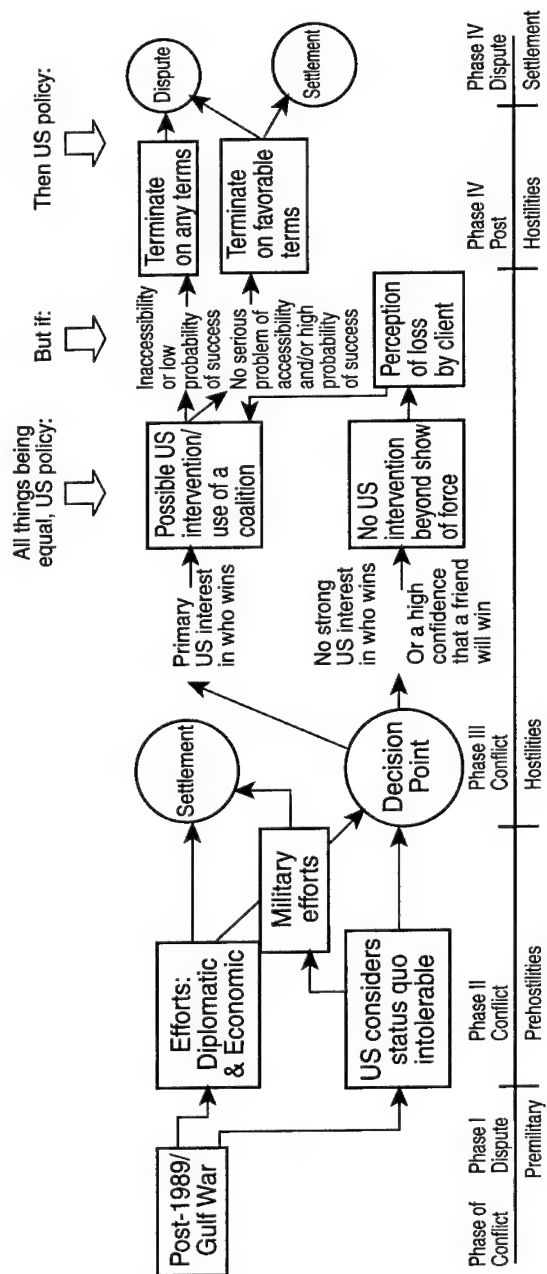 All things being
equal, US policy:
But if:
Then US policy:
Post-1989/
Gulf War
Efforts:
Diplomatic
& Economic
Military
efforts
US considers
status quo
intolerable
Settlement
Decision
Point
Primary
US interest
in who wins
No strong
US interest
in who wins
Or a high
confidence
that a friend
will win
Possible US
intervention/
use of a
coalition
No US
intervention
beyond show
of force
Inaccessibility
or low
probability
of success
No serious
problem of
accessibility
and/or high
probability
of success
Perception
of loss
by client
Terminate
on any terms
Terminate
on favorable
terms
Dispute
Settlement
Phase of
Conflict
Phase I
Dispute
Premilitary
Phase II
Conflict
Prehostilities
Phase III
Conflict
Hostilities
Phase IV
Post
Hostilities
Phase IV
Dispute
Settlement